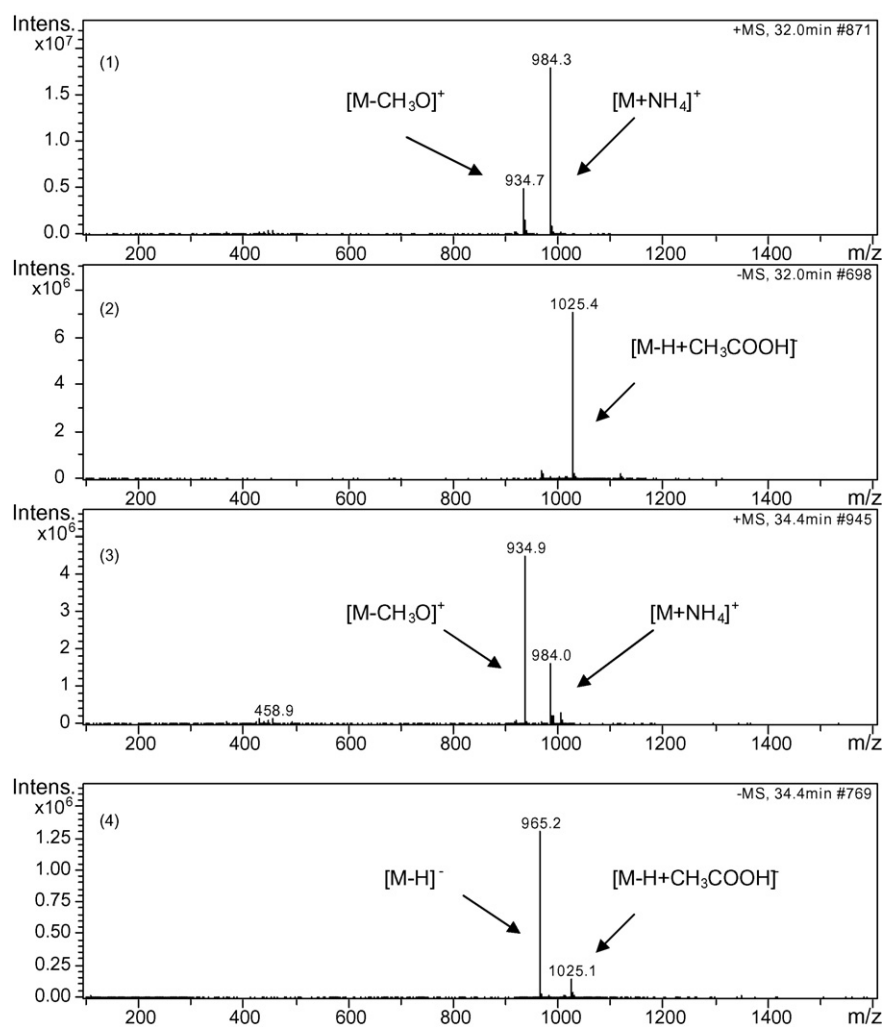 Intens.
x10⁷
+MS, 32.0min #871
(1)
984.3
[M-CH₃O]⁺
[M+NH₄]⁺
1.5
1.0
934.7
0.5
0.0
200 400 600 800 1000 1200 1400 m/z
Intens.
x10⁶
-MS, 32.0min #698
(2)
1025.4
6
[M-H+CH₃COOH]⁻
4
2
0
200 400 600 800 1000 1200 1400 m/z
Intens.
x10⁶
+MS, 34.4min #945
(3)
934.9
4
[M-CH₃O]⁺
[M+NH₄]⁺
3
2
984.0
1
458.9
0
200 400 600 800 1000 1200 1400 m/z
Intens.
x10⁶
-MS, 34.4min #769
(4)
965.2
1.25
1.00
[M-H]⁻
[M-H+CH₃COOH]⁻
0.75
0.50
0.25
1025.1
0.00
200 400 600 800 1000 1200 1400 m/z